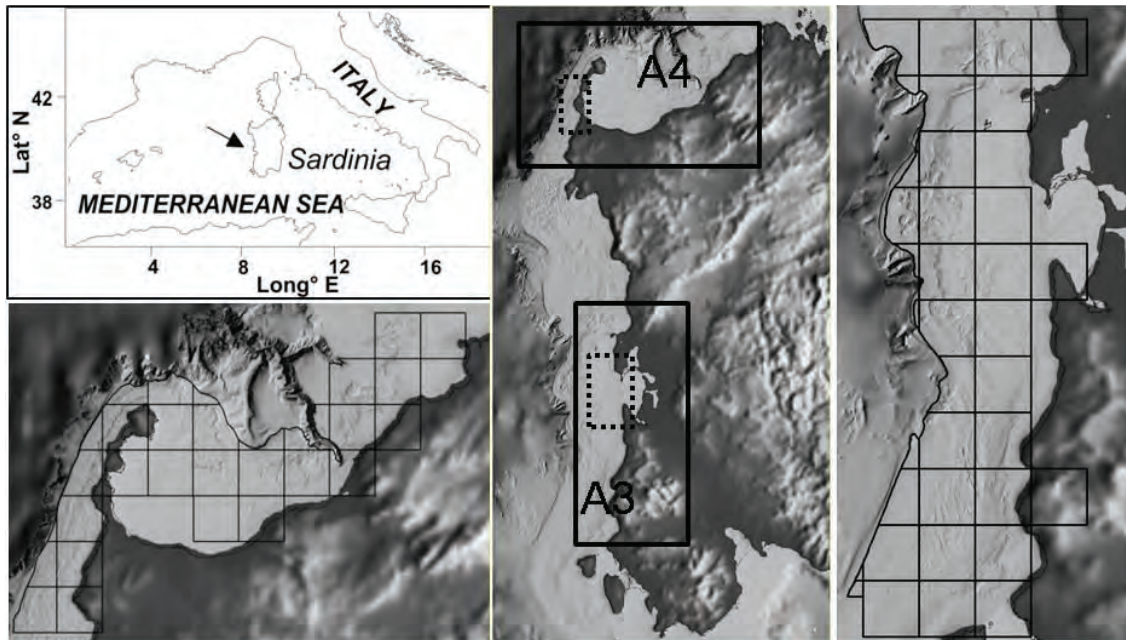 Lat° N
42
38
ITALY
Sardinia
MEDITERRANEAN SEA
4
8
12
16
Long° E
A4
A3